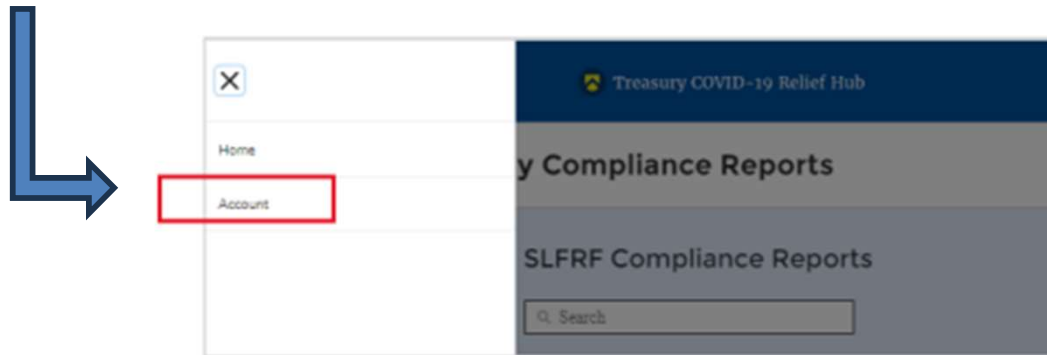 Treasury COVID-19 Relief Hub
Home
Account
y Compliance Reports
SLFRF Compliance Reports
Search